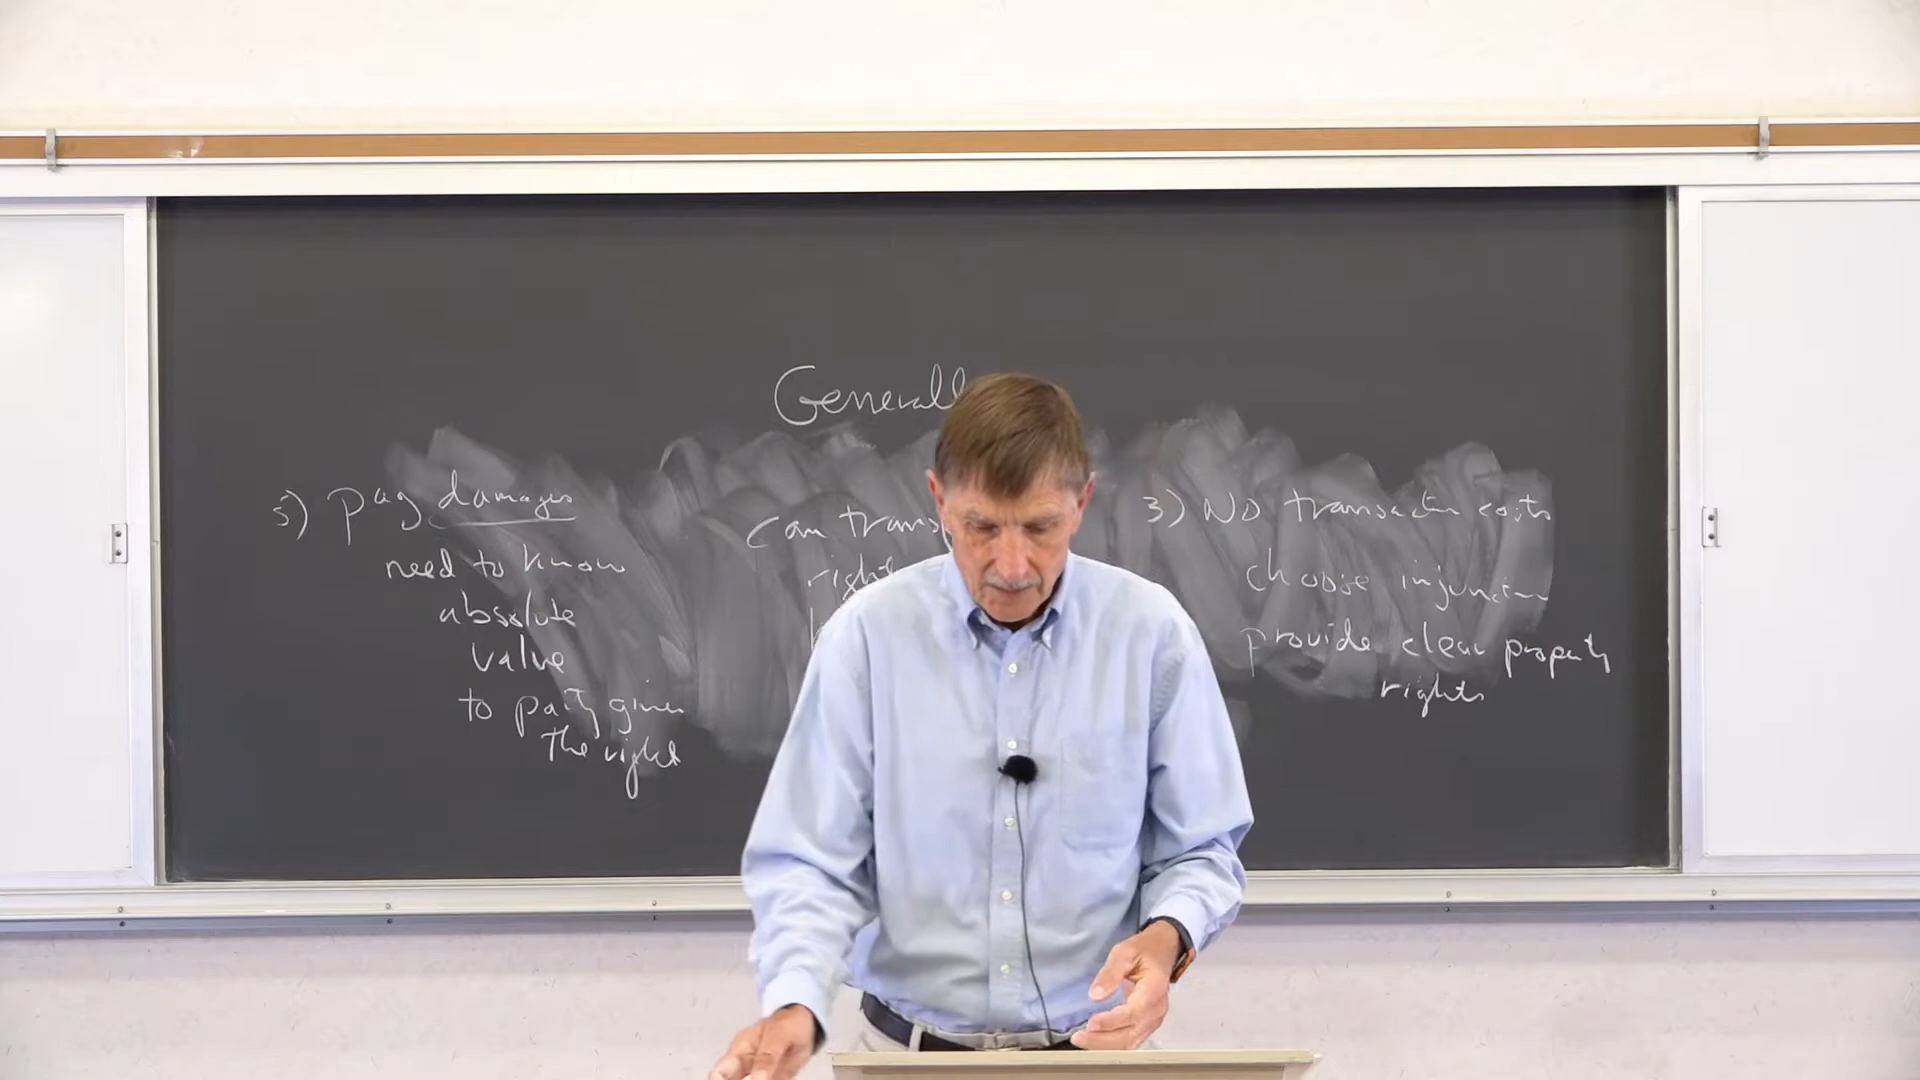 Generall
5) pay damages
need to know
absolute
value
to party given
the right
can transf
right
3) No transaction costs
choose injunction
provide clear property
rights